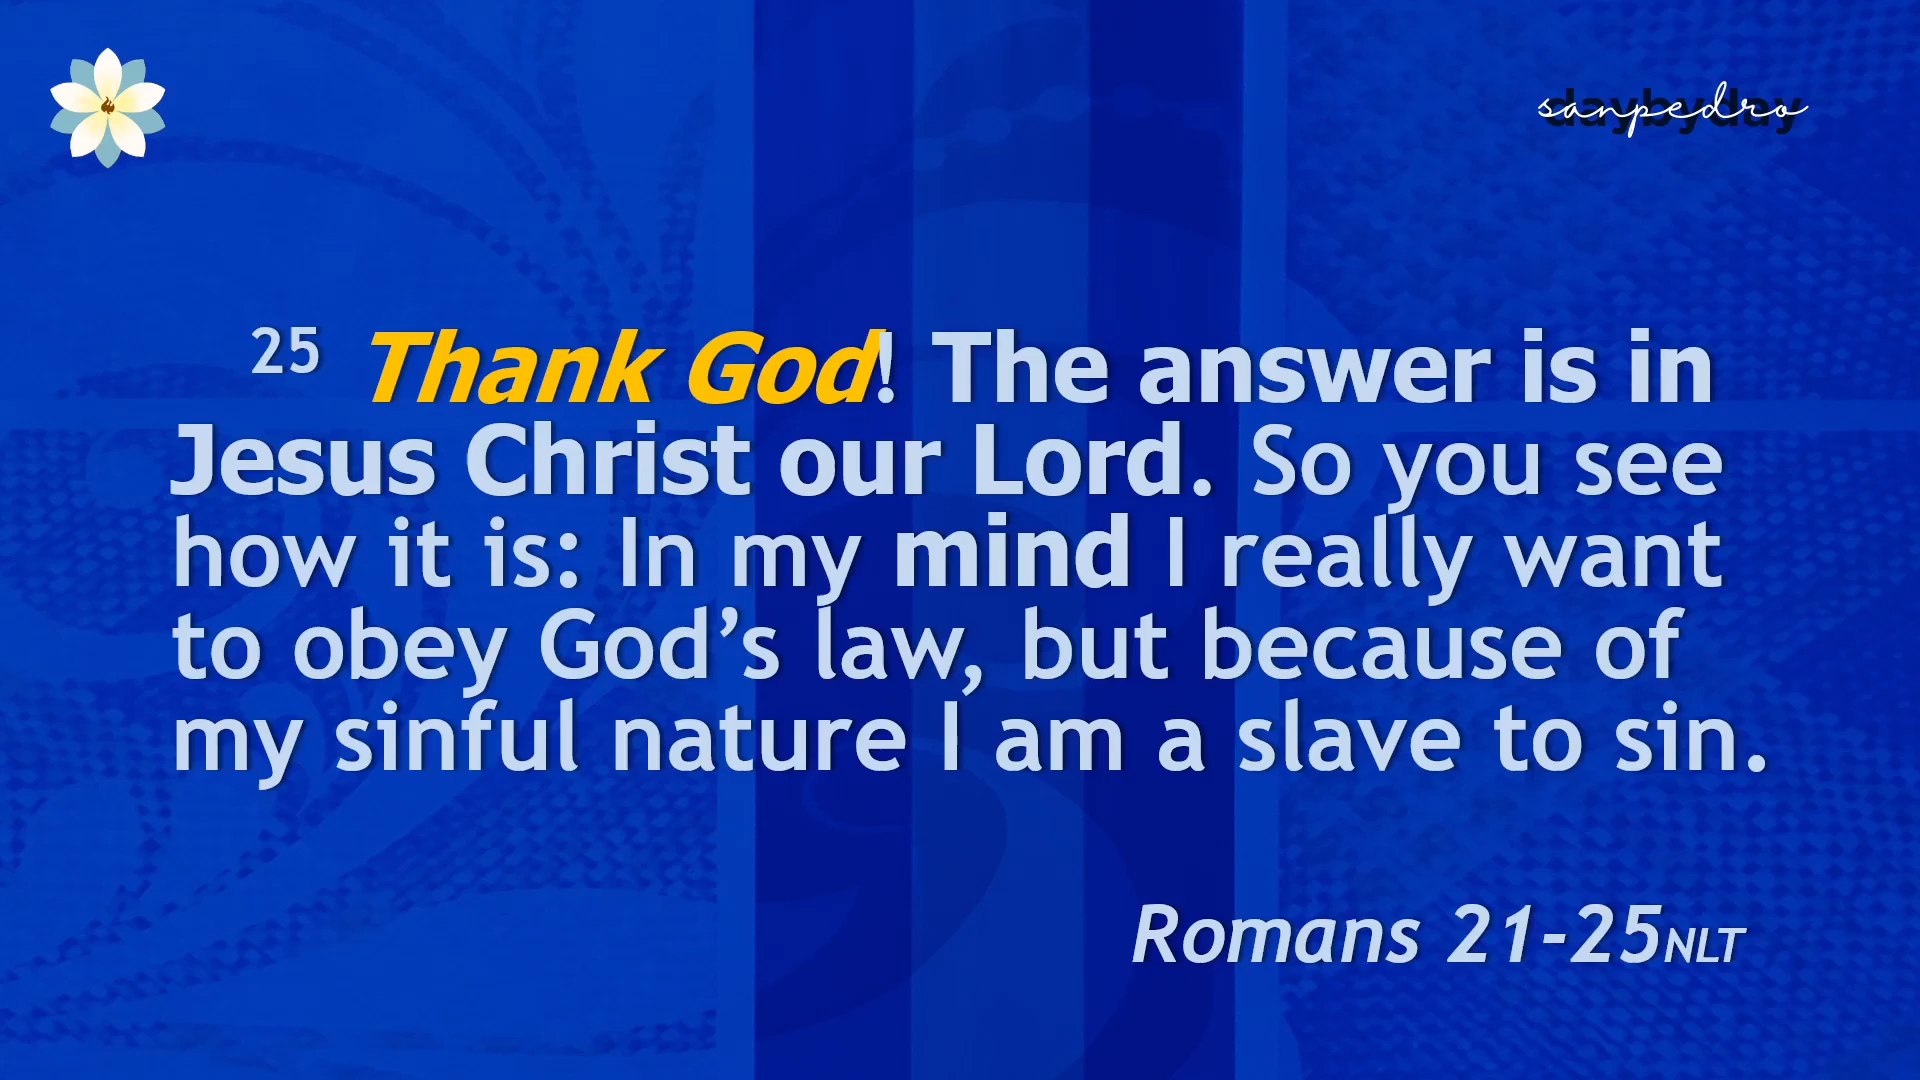 daybyday
sanpedro
25 Thank God! The answer is in
Jesus Christ our Lord. So you see
how it is: In my mind I really want
to obey God’s law, but because of
my sinful nature I am a slave to sin.
Romans 21-25NLT